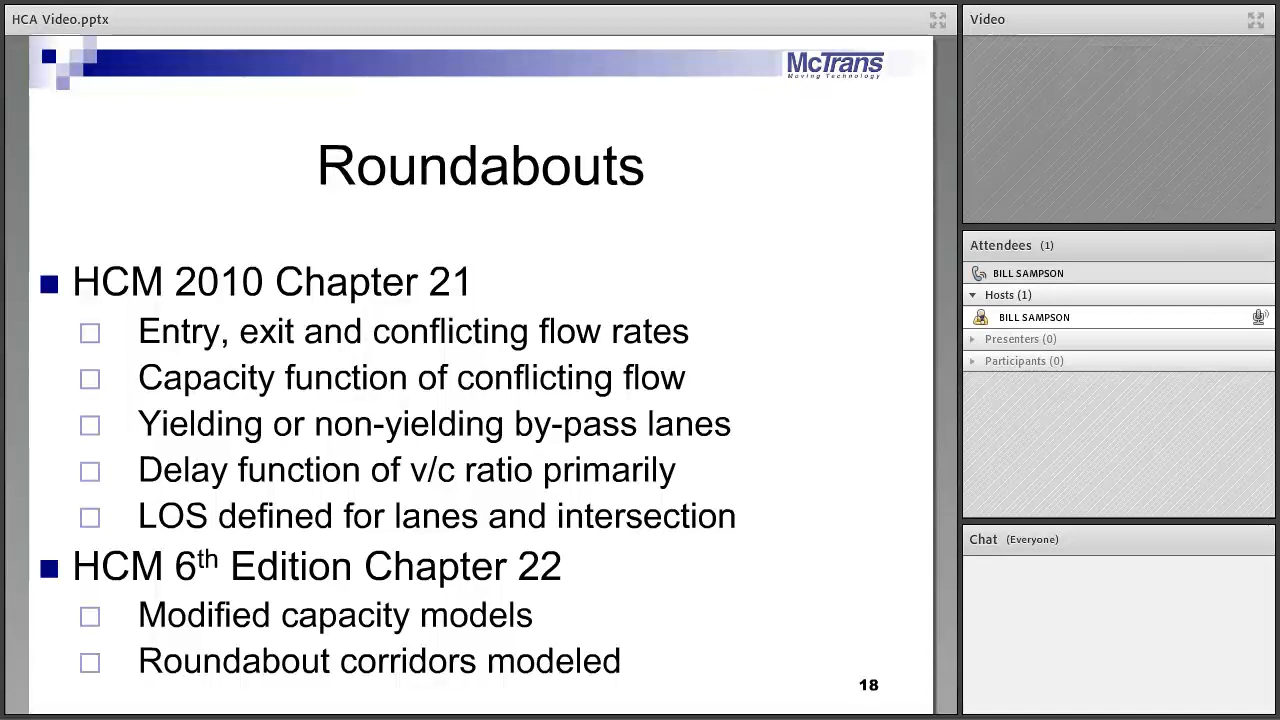 HCA Video.pptx
McTrans
Moving Technology
Roundabouts
HCM 2010 Chapter 21
Entry, exit and conflicting flow rates
Capacity function of conflicting flow
Yielding or non-yielding by-pass lanes
Delay function of v/c ratio primarily
LOS defined for lanes and intersection
HCM 6th Edition Chapter 22
Modified capacity models
Roundabout corridors modeled
18
Video
Attendees (1)
BILL SAMPSON
Hosts (1)
BILL SAMPSON
Presenters (0)
Participants (0)
Chat (Everyone)